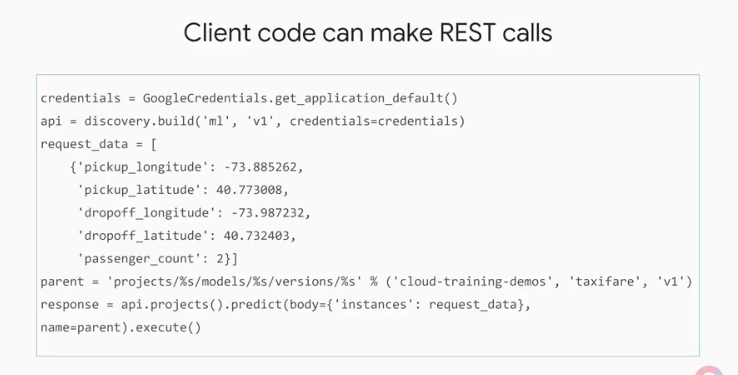 Client code can make REST calls
credentials = GoogleCredentials.get_application_default()
api = discovery.build('ml', 'v1', credentials=credentials)
request_data = [
    {'pickup_longitude': -73.885262,
     'pickup_latitude': 40.773008,
     'dropoff_longitude': -73.987232,
     'dropoff_latitude': 40.732403,
     'passenger_count': 2}]
parent = 'projects/%s/models/%s/versions/%s' % ('cloud-training-demos', 'taxifare', 'v1')
response = api.projects().predict(body={'instances': request_data},
name=parent).execute()